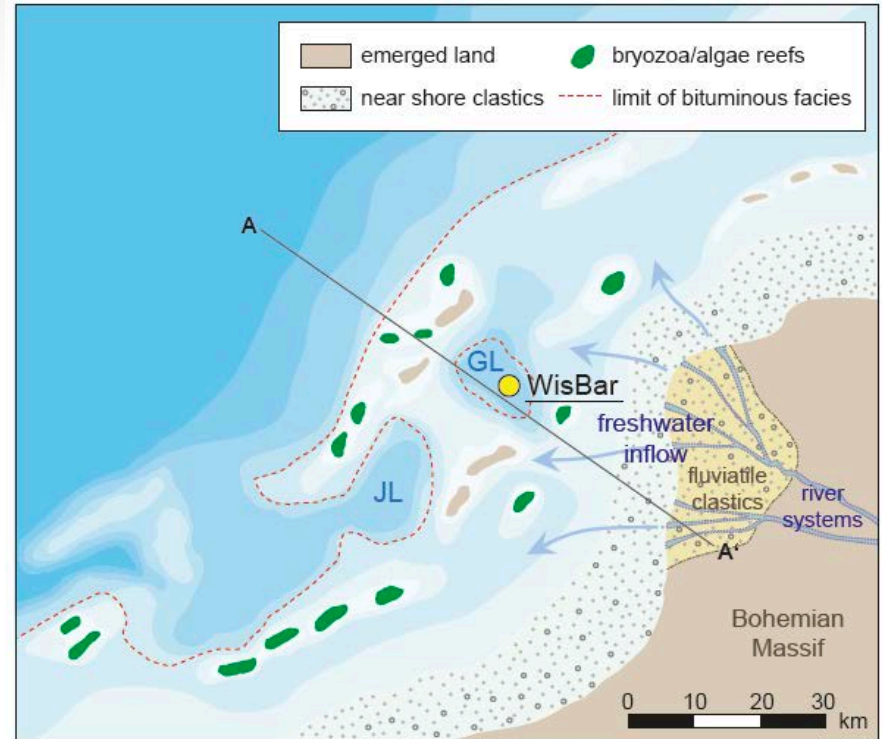 emerged land
bryozoa/algae reefs
near shore clastics
limit of bituminous facies
A
GL
WisBar
freshwater
inflow
fluviatile
clastics
JL
river
systems
A'
Bohemian
Massif
0 10 20 30
km